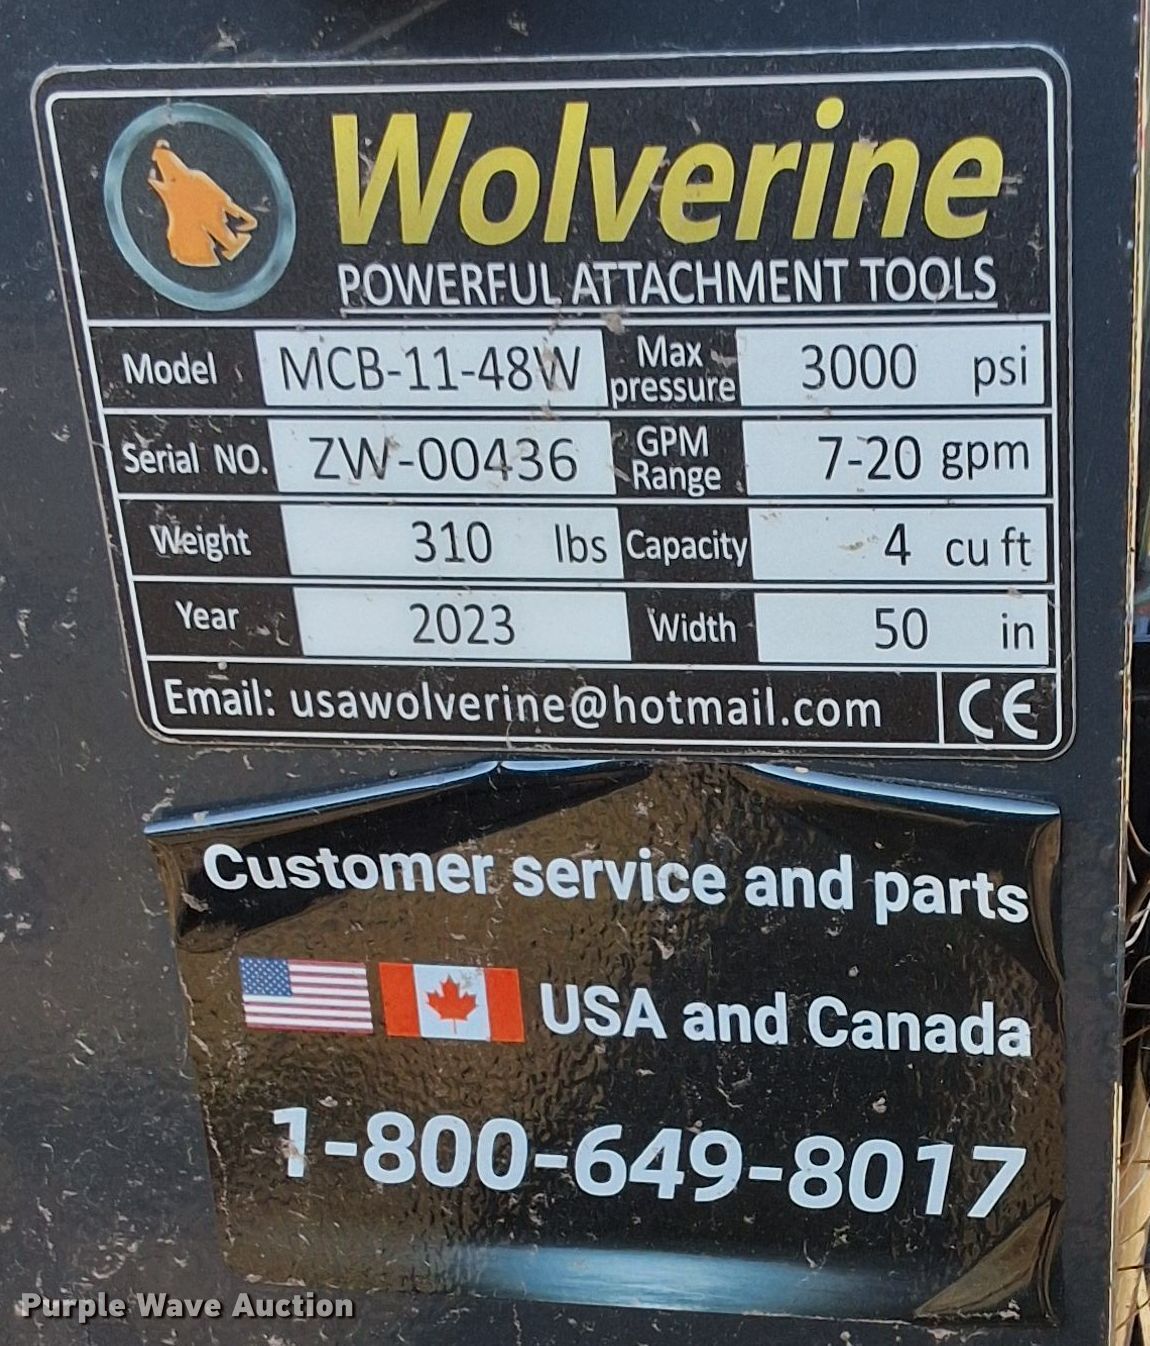 Wolverine
POWERFUL ATTACHMENT TOOLS
Model MCB-11-48W Max pressure 3000 psi
Serial NO. ZW-00436 GPM Range 7-20 gpm
Weight 310 lbs Capacity 4 cu ft
Year 2023 Width 50 in
Email: usawolverine@hotmail.com CE
Customer service and parts
USA and Canada
1-800-649-8017
Purple Wave Auction